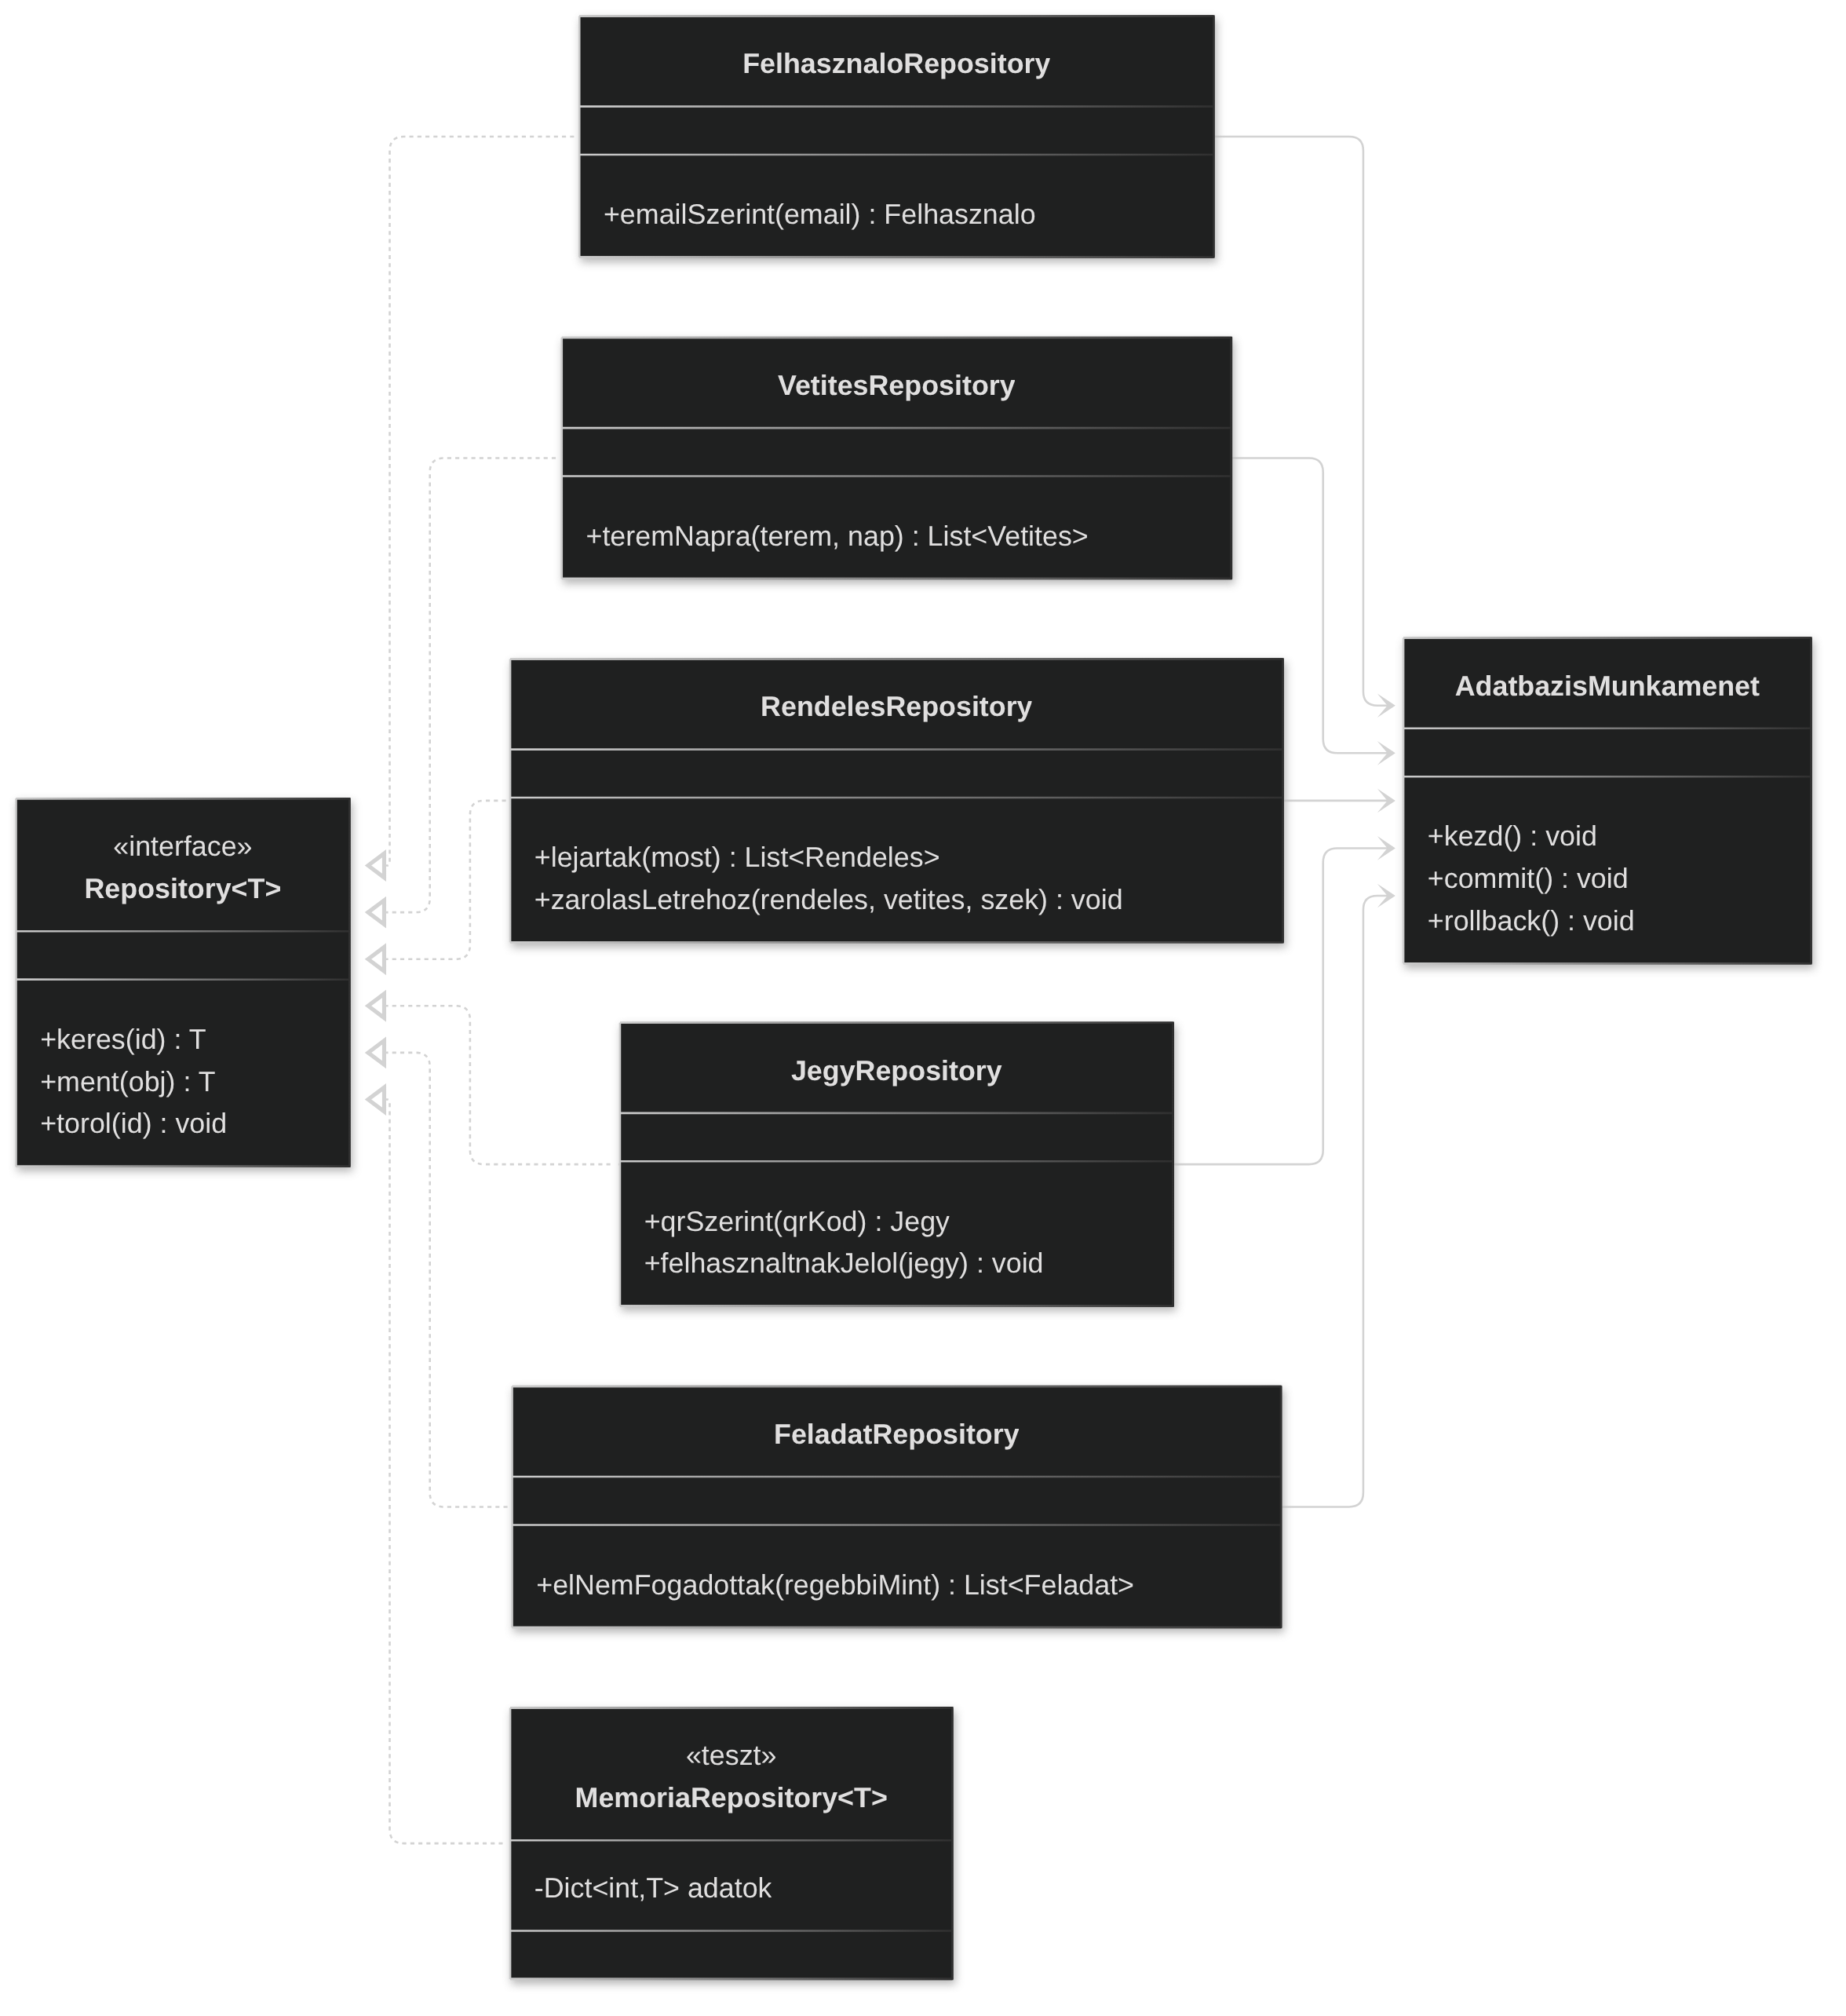 FelhasznaloRepository
+emailSzerint(email) : Felhasznalo
VetitesRepository
+teremNapra(terem, nap) : List<Vetites>
RendelesRepository
+lejartak(most) : List<Rendeles>
+zarolasLetrehoz(rendeles, vetites, szek) : void
AdatbazisMunkamenet
+kezd() : void
+commit() : void
+rollback() : void
«interface»
Repository<T>
+keres(id) : T
+ment(obj) : T
+torol(id) : void
JegyRepository
+qrSzerint(qrKod) : Jegy
+felhasznaltnakJelol(jegy) : void
FeladatRepository
+elNemFogadottak(regebbiMint) : List<Feladat>
«teszt»
MemoriaRepository<T>
-Dict<int,T> adatok